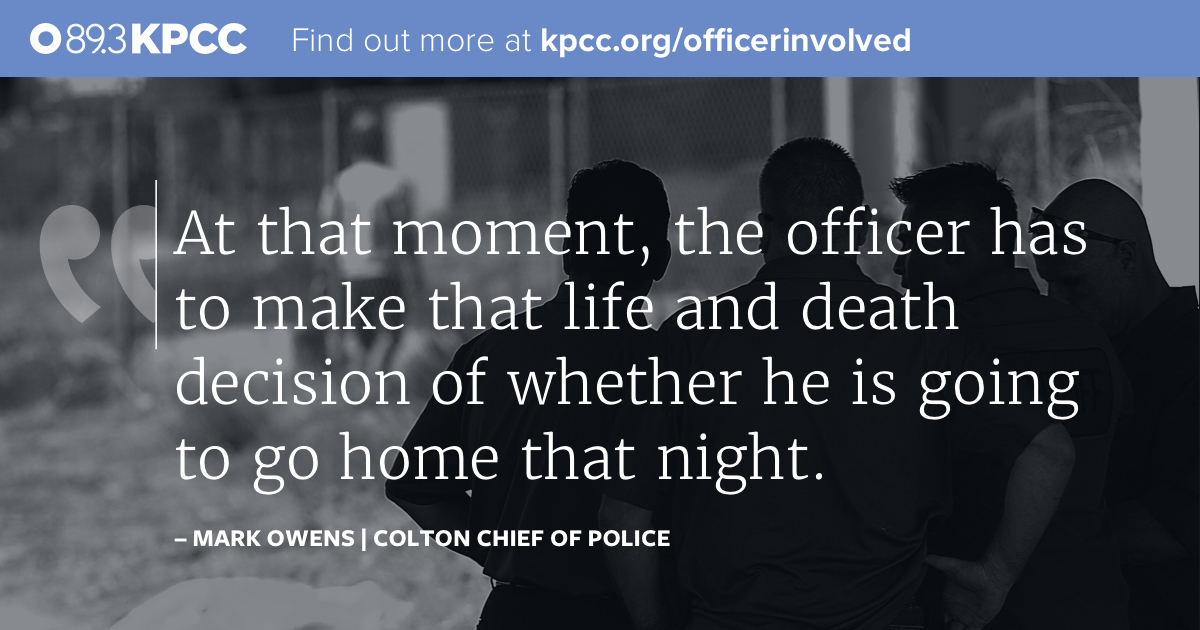 89.3 KPCC Find out more at kpcc.org/officerinvolved
“
At that moment, the officer has
to make that life and death
decision of whether he is going
to go home that night.
– MARK OWENS | COLTON CHIEF OF POLICE